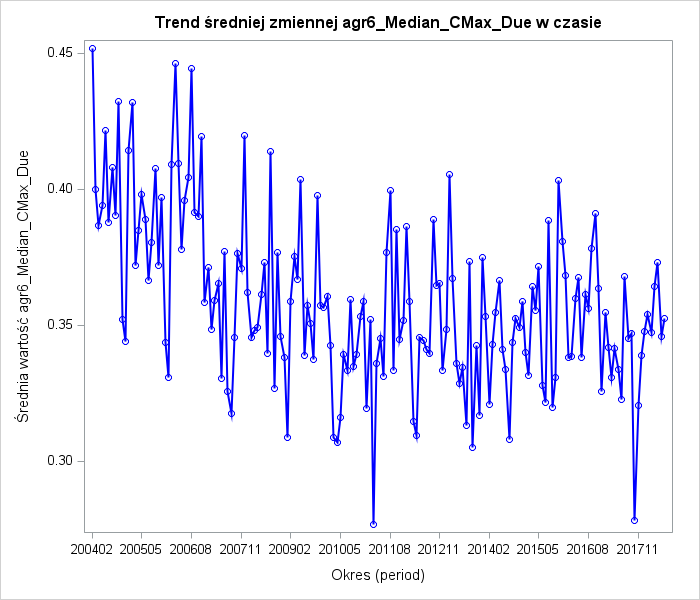 Trend średniej zmiennej agr6_Median_CMax_Due w czasie
Średnia wartość agr6_Median_CMax_Due
0.45
0.40
0.35
0.30
200402 200505 200608 200711 200902 201005 201108 201211 201402 201505 201608 201711
Okres (period)